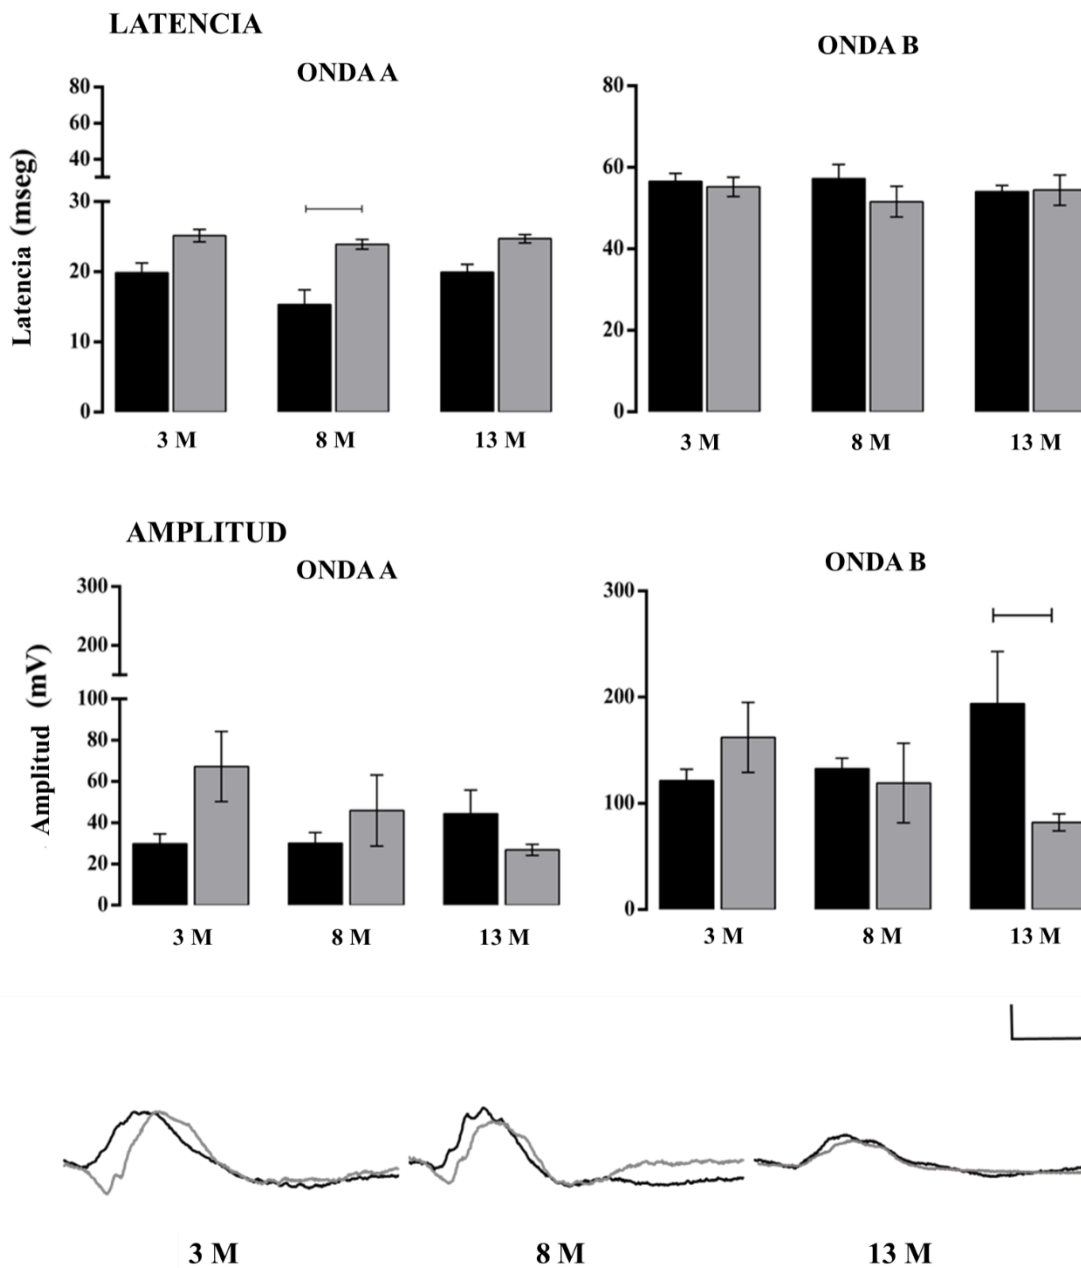 LATENCIA
ONDA A
ONDA B
Latencia (mseg)
80
60
40
30
20
10
0
3 M
8 M
13 M
80
60
40
20
0
3 M
8 M
13 M
AMPLITUD
ONDA A
ONDA B
Amplitud (mV)
300
200
100
80
60
40
20
0
3 M
8 M
13 M
300
200
100
0
3 M
8 M
13 M
3 M
8 M
13 M